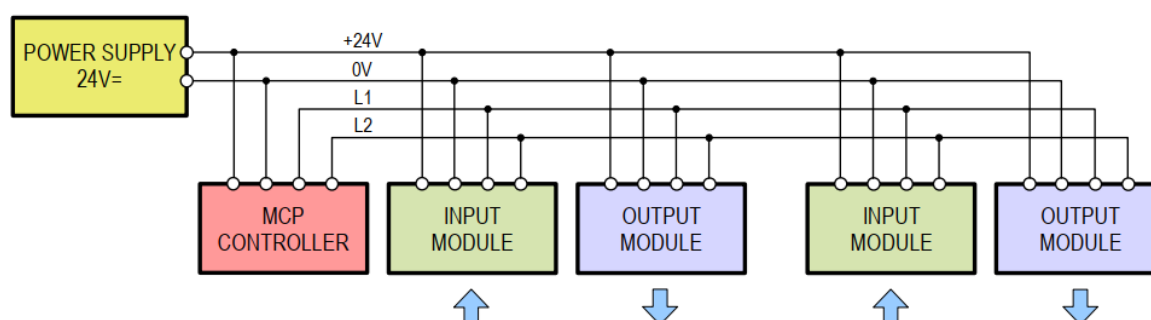 POWER SUPPLY
24V=
+24V
0V
L1
L2
MCP
CONTROLLER
INPUT
MODULE
OUTPUT
MODULE
INPUT
MODULE
OUTPUT
MODULE